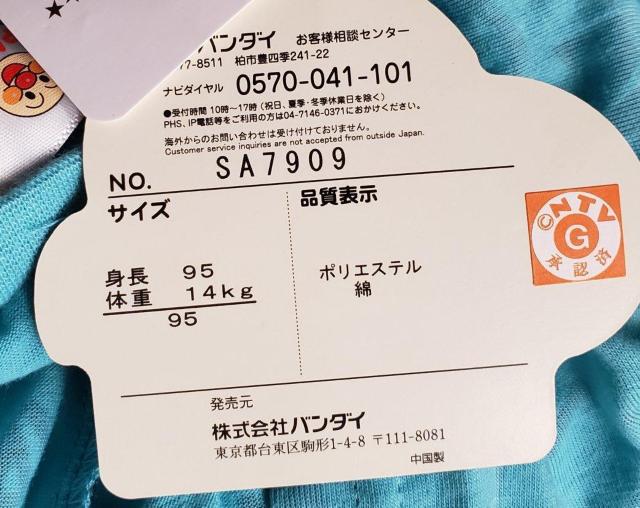 バンダイ お客様相談センター
77-8511 柏市豊四季241-22
ナビダイヤル 0570-041-101
●受付時間 10時～17時(祝日、夏季・冬季休業日を除く)
PHS、IP電話等をご利用の方は04-7146-0371におかけください。
海外からのお問い合わせは受け付けておりません。
Customer service inquiries are not accepted from outside Japan.
NO. SA7909
サイズ
品質表示
身長 95
体重 14kg
95
ポリエステル
綿
©NTV
G
承認済
発売元
株式会社バンダイ
東京都台東区駒形1-4-8 〒111-8081
中国製